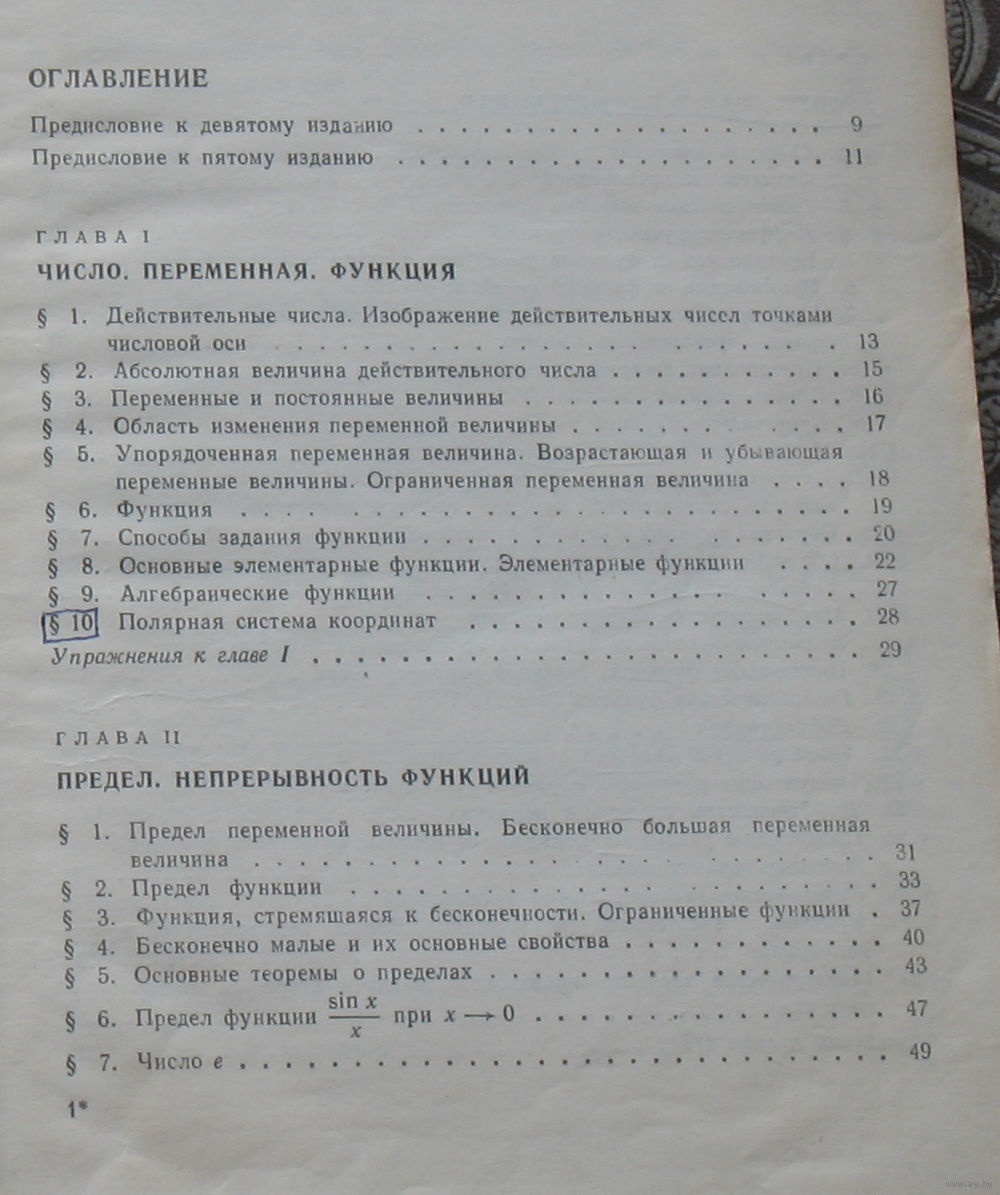 ОГЛАВЛЕНИЕ
Предисловие к девятому изданию . . . . . . . . . . . . . . . . . . . 9
Предисловие к пятому изданию . . . . . . . . . . . . . . . . . . . . 11
ГЛАВА I
ЧИСЛО. ПЕРЕМЕННАЯ. ФУНКЦИЯ
§ 1. Действительные числа. Изображение действительных чисел точками
числовой оси . . . . . . . . . . . . . . . . . . . . . . . . 13
§ 2. Абсолютная величина действительного числа . . . . . . . . . . . 15
§ 3. Переменные и постоянные величины . . . . . . . . . . . . . . . 16
§ 4. Область изменения переменной величины . . . . . . . . . . . . 17
§ 5. Упорядоченная переменная величина. Возрастающая и убывающая
переменные величины. Ограниченная переменная величина . . . . 18
§ 6. Функция . . . . . . . . . . . . . . . . . . . . . . . . . . . 19
§ 7. Способы задания функции . . . . . . . . . . . . . . . . . . . 20
§ 8. Основные элементарные функции. Элементарные функции . . . . 22
§ 9. Алгебраические функции . . . . . . . . . . . . . . . . . . . 27
§ 10 Полярная система координат . . . . . . . . . . . . . . . . . 28
Упражнения к главе I . . . . . . . . . . . . . . . . . . . . 29
ГЛАВА II
ПРЕДЕЛ. НЕПРЕРЫВНОСТЬ ФУНКЦИЙ
§ 1. Предел переменной величины. Бесконечно большая переменная
величина . . . . . . . . . . . . . . . . . . . . . . . . . . 31
§ 2. Предел функции . . . . . . . . . . . . . . . . . . . . . . . 33
§ 3. Функция, стремящаяся к бесконечности. Ограниченные функции . 37
§ 4. Бесконечно малые и их основные свойства . . . . . . . . . . . . 40
§ 5. Основные теоремы о пределах . . . . . . . . . . . . . . . . . . 43
§ 6. Предел функции sin x / x при x → 0 . . . . . . . . . . . . . . . . 47
§ 7. Число e . . . . . . . . . . . . . . . . . . . . . . . . . . . . 49
1*
www.ay.by